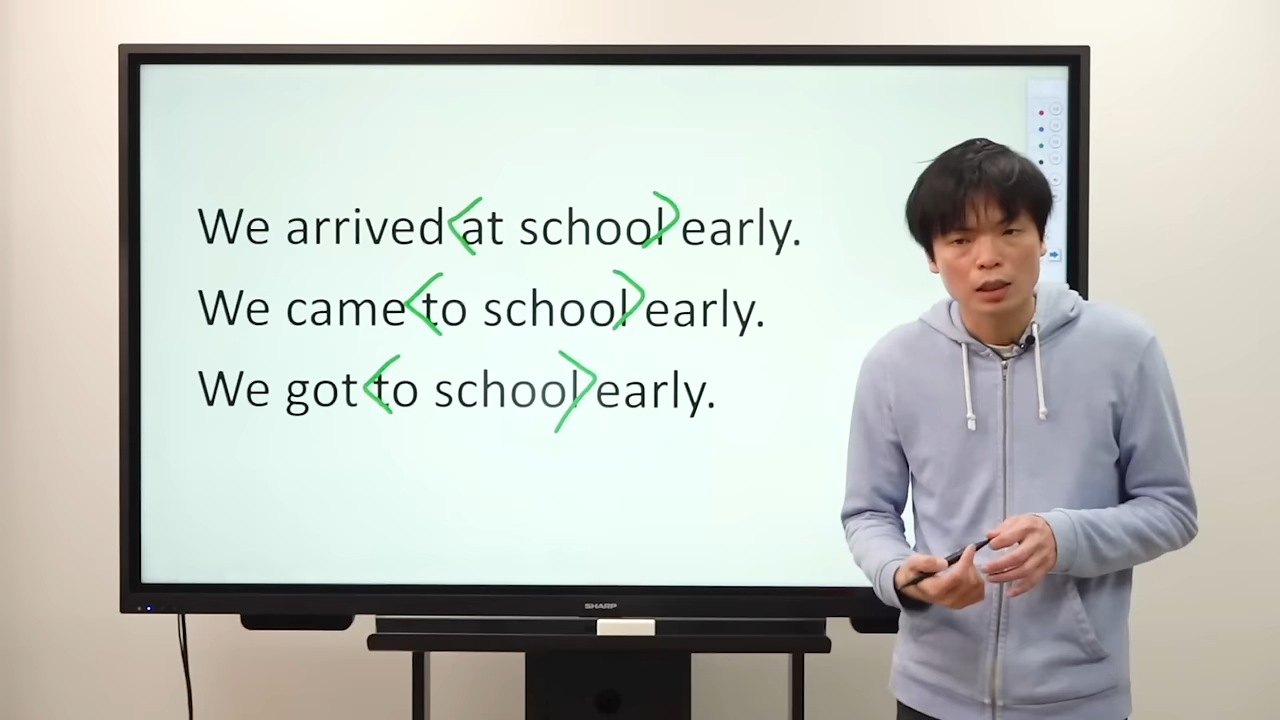 We arrived at school early.
We came to school early.
We got to school early.
SHARP